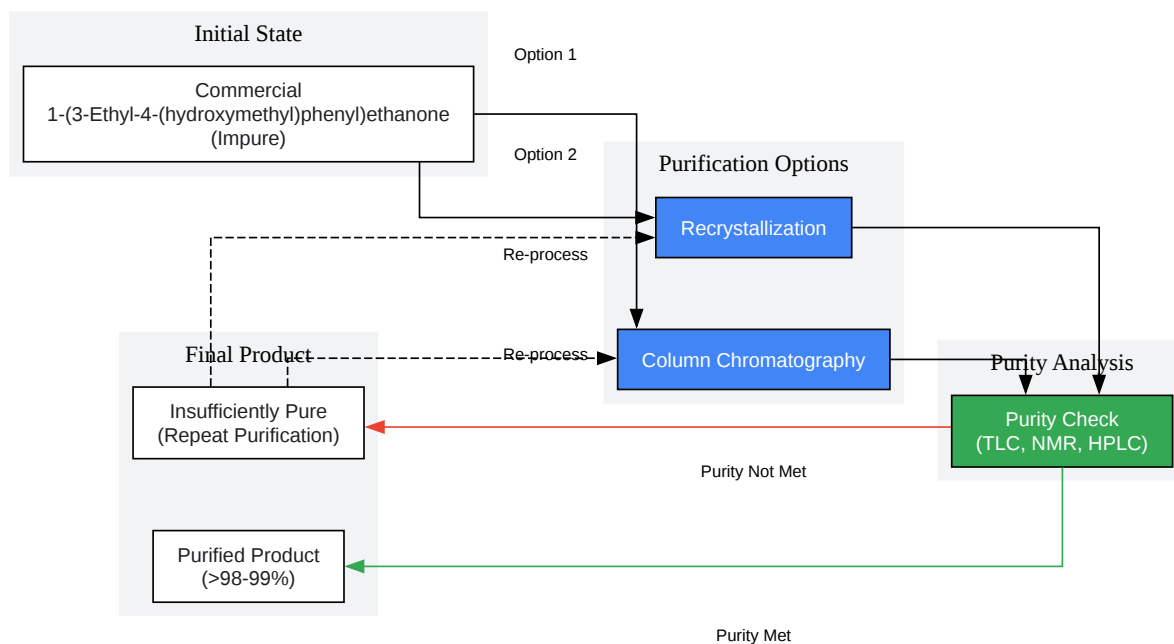 Initial State
Commercial
1-(3-Ethyl-4-(hydroxymethyl)phenyl)ethanone
(Impure)
Option 1
Option 2
Purification Options
Recrystallization
Re-process
Final Product
Re-process
Column Chromatography
Purity Analysis
Insufficiently Pure
(Repeat Purification)
Purity Check
(TLC, NMR, HPLC)
Purity Not Met
Purified Product
(>98-99%)
Purity Met